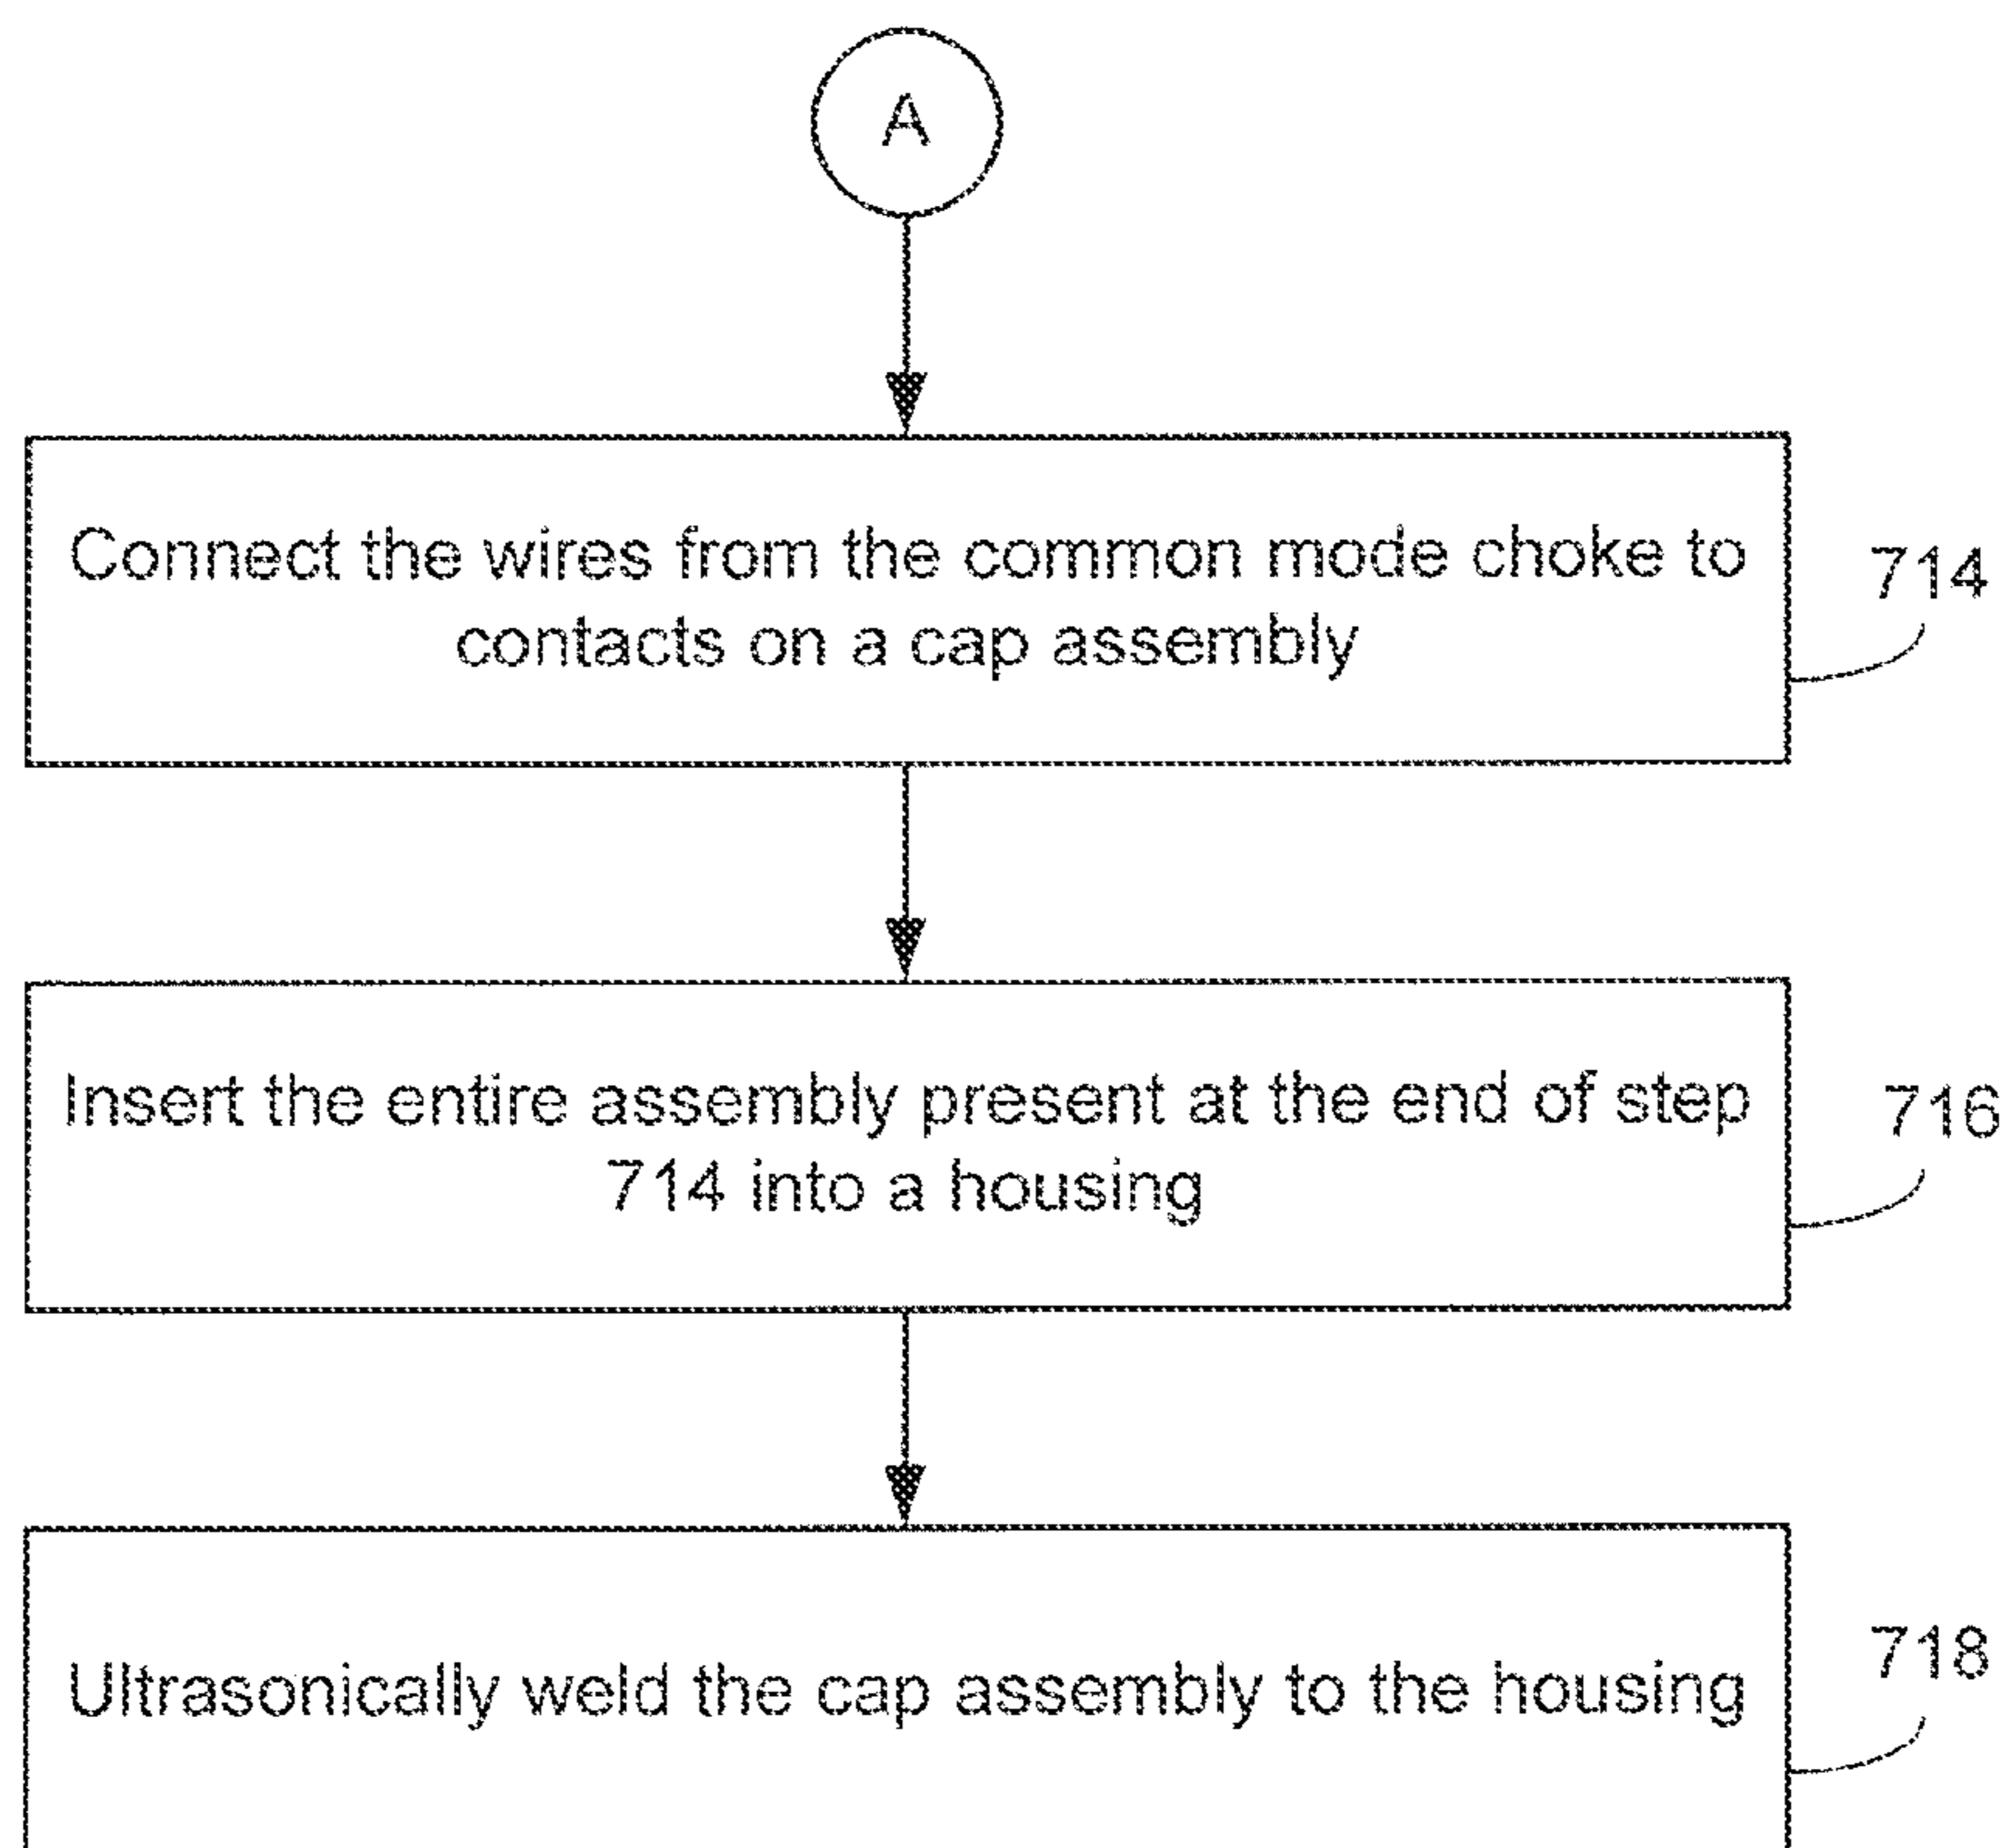 A
Connect the wires from the common mode choke to
contacts on a cap assembly
714
Insert the entire assembly present at the end of step
714 into a housing
716
Ultrasonically weld the cap assembly to the housing
718